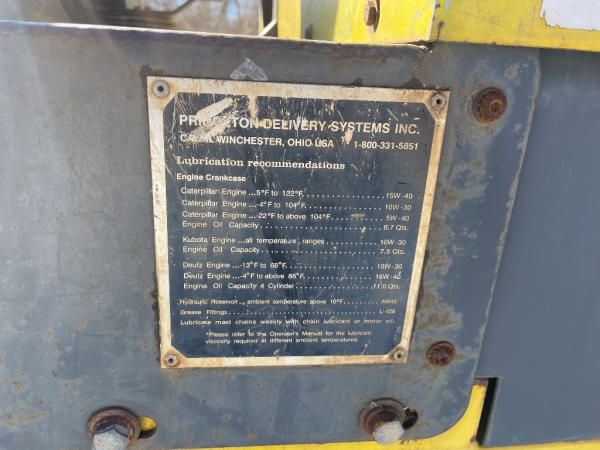 PRINCETON DELIVERY SYSTEMS INC.
CANAL WINCHESTER, OHIO USA 1-800-331-5851
Lubrication recommendations
Engine Crankcase
Caterpillar Engine ...5°F to 122°F. 15W-40
Caterpillar Engine ...-4°F to 104°F. 10W-30
Caterpillar Engine ...-22°F to above 104°F. 5W-40
Engine Oil Capacity 8.7 Qts.
Kubota Engine ... all temperature ranges 10W-30
Engine Oil Capacity 7.5 Qts.
Deutz Engine ...-13°F to 68°F. 10W-30
Deutz Engine ...-4°F to above 86°F. 15W-40
Engine Oil Capacity 4 Cylinder 11.0 Qts.
Hydraulic Reservoir ... ambient temperature above 10°F. AW46
Grease Fittings L-128
Lubricate mast chains weekly with chain lubricant or motor oil.
*Please refer to the Operator's Manual for the lubricant
viscosity required at different ambient temperatures.